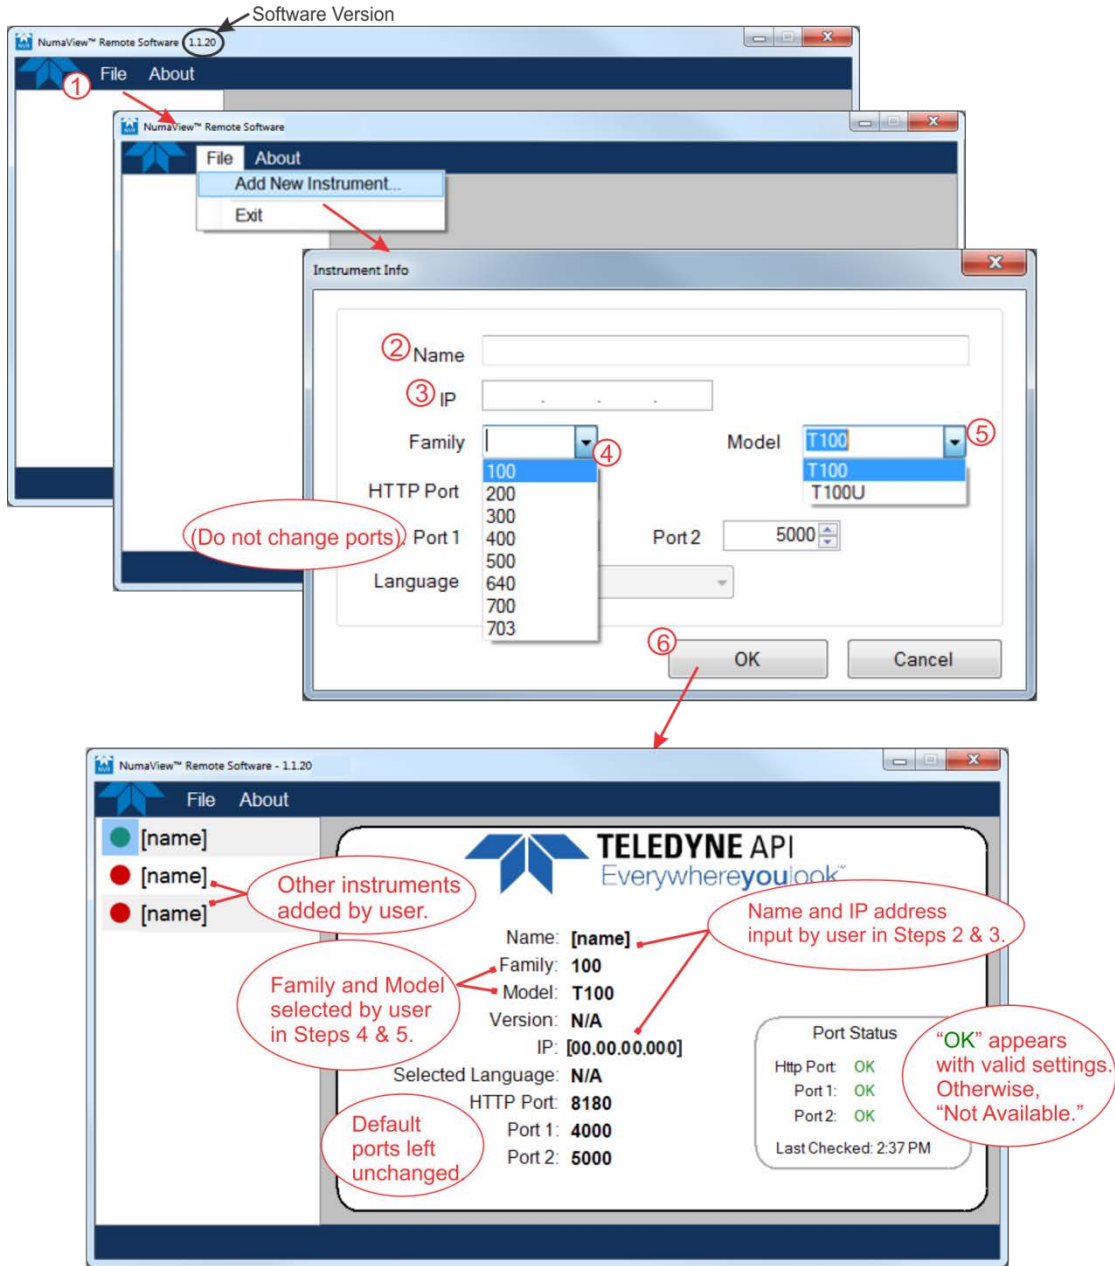 Software Version
NumaView™ Remote Software 1.1.20
File About
1
NumaView™ Remote Software
File About
Add New Instrument...
Exit
Instrument Info
2 Name
3 IP . . .
Family 4 Model T100 5
100
200
300
400
500
640
700
703
T100
T100U
HTTP Port
(Do not change ports). Port 1 Port 2 5000
Language
6 OK Cancel
NumaView™ Remote Software - 1.1.20
File About
[name]
[name]
[name]
Other instruments
added by user.
TELEDYNE API
Everywhereyoulook™
Name and IP address
input by user in Steps 2 & 3.
Name: [name]
Family: 100
Model: T100
Version: N/A
IP: [00.00.00.000]
Selected Language: N/A
HTTP Port: 8180
Port 1: 4000
Port 2: 5000
Family and Model
selected by user
in Steps 4 & 5.
Default
ports left
unchanged.
Port Status
Http Port: OK
Port 1: OK
Port 2: OK
Last Checked: 2:37 PM
“OK” appears
with valid settings.
Otherwise,
“Not Available.”